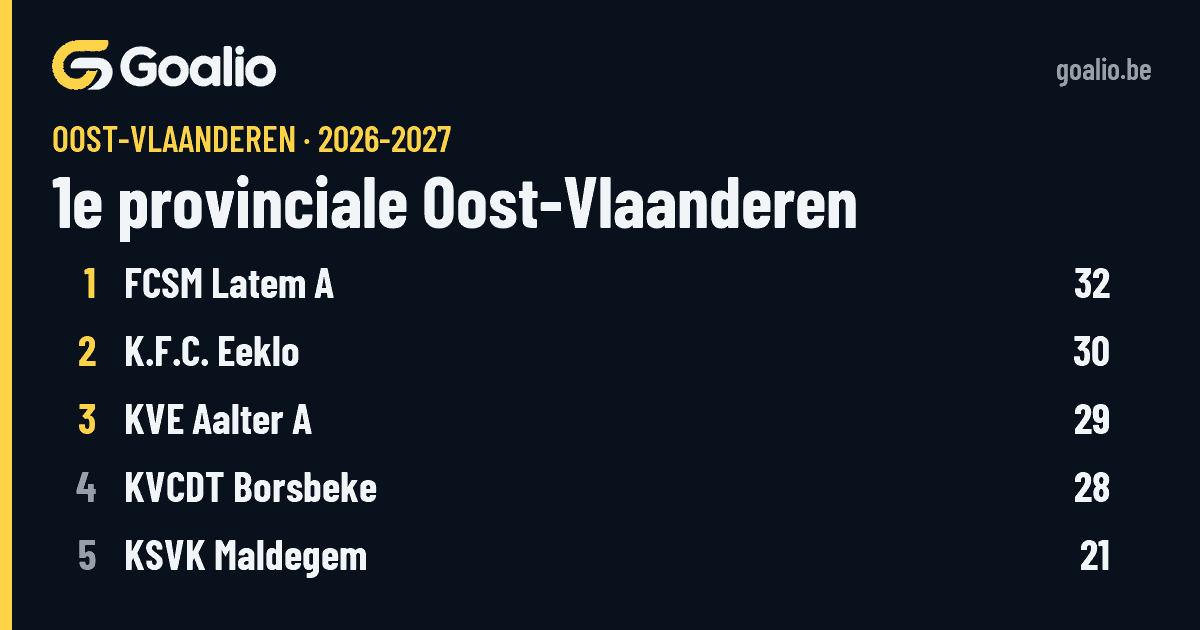 Goalio
goalio.be
OOST-VLAANDEREN · 2026-2027
1e provinciale Oost-Vlaanderen
1 FCSM Latem A 32
2 K.F.C. Eeklo 30
3 KVE Aalter A 29
4 KVCDT Borsbeke 28
5 KSVK Maldegem 21